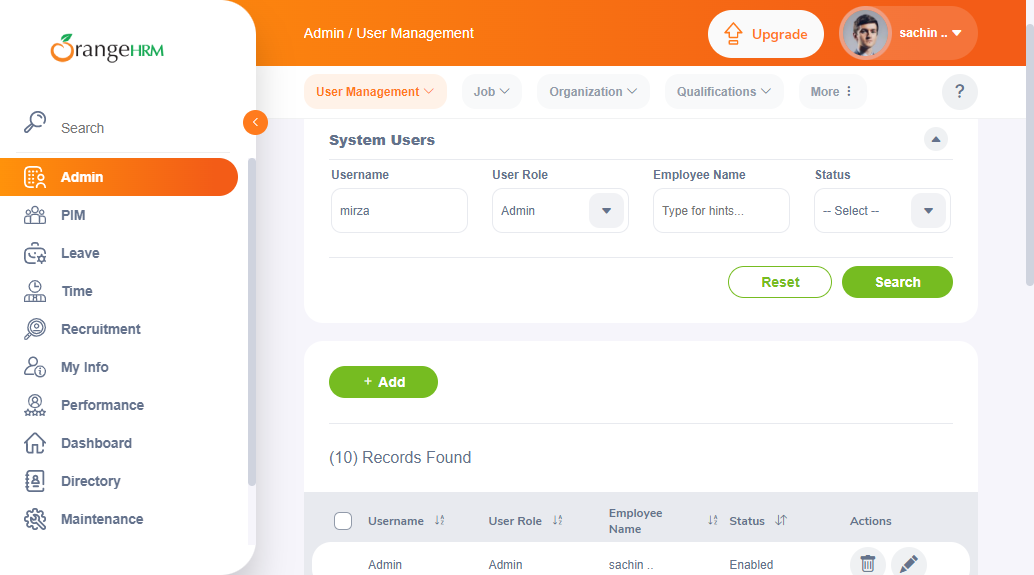 OrangeHRM
Admin / User Management
Upgrade
sachin ..
User Management
Job
Organization
Qualifications
More
?
Search
Admin
PIM
Leave
Time
Recruitment
My Info
Performance
Dashboard
Directory
Maintenance
System Users
Username
User Role
Employee Name
Status
mirza
Admin
Type for hints...
-- Select --
Reset
Search
+ Add
(10) Records Found
Username
User Role
Employee
Name
Status
Actions
Admin
Admin
sachin ..
Enabled